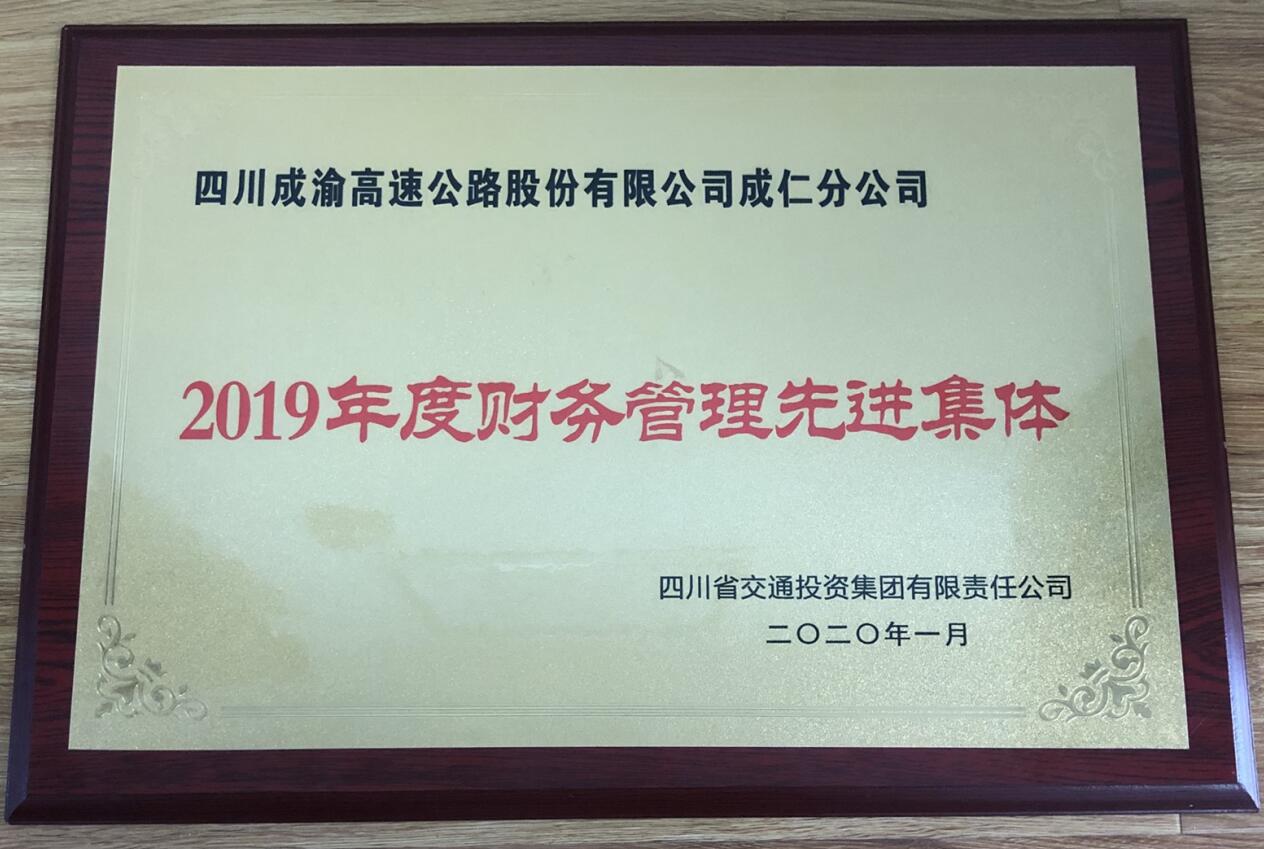 四川成渝高速公路股份有限公司成仁分公司
2019年度财务管理先进集体
四川省交通投资集团有限责任公司
二〇二〇年一月